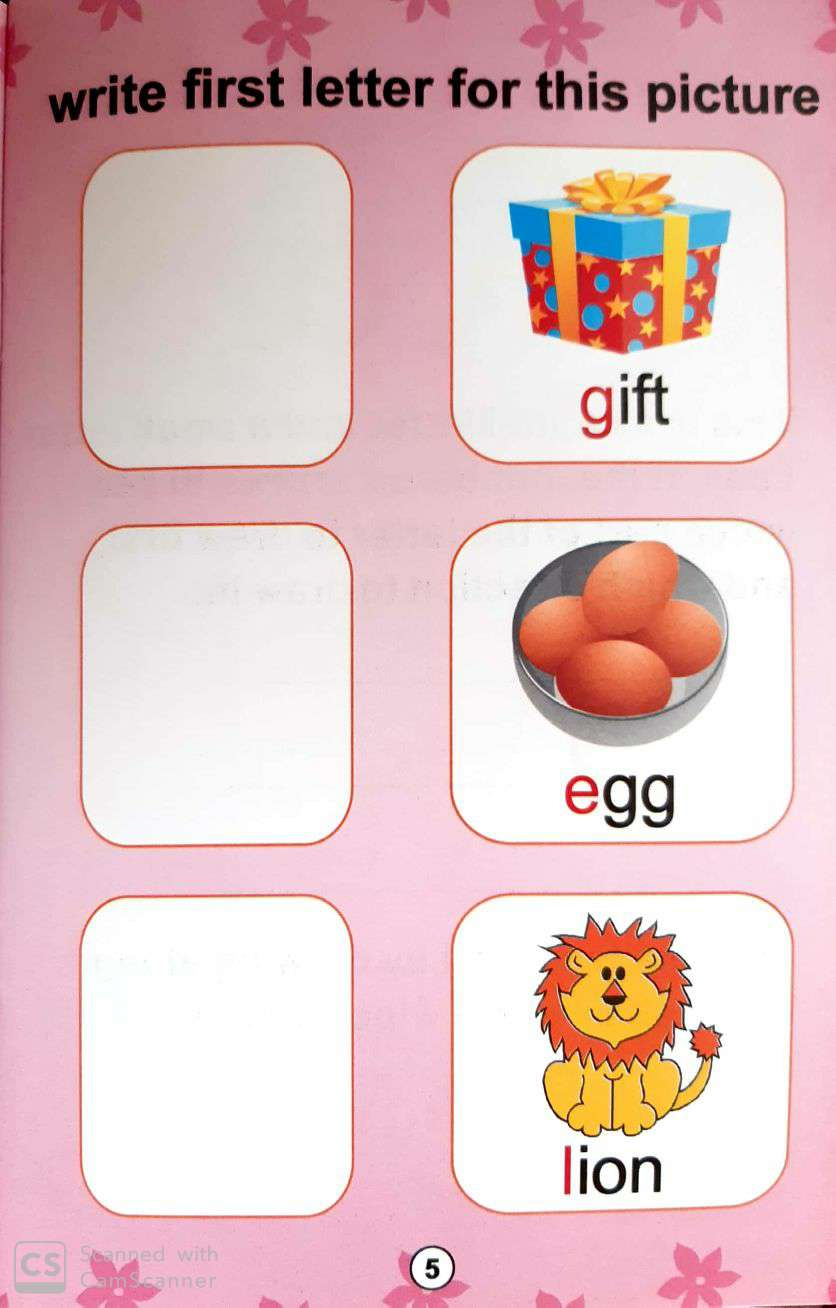 write first letter for this picture
gift
egg
lion
CS Scanned with
CamScanner
5